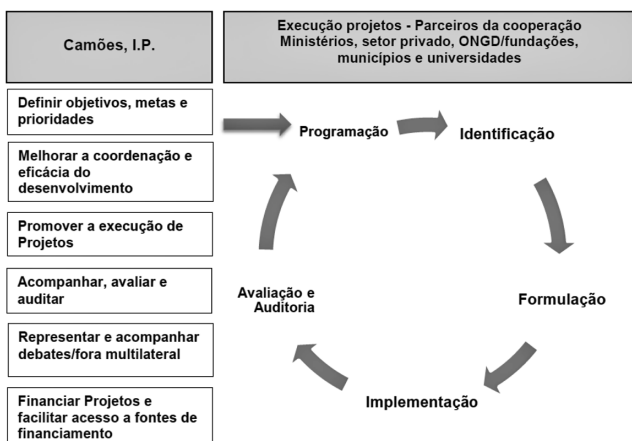 Camões, I.P.
Execução projetos - Parceiros da cooperação
Ministérios, setor privado, ONGD/fundações,
municípios e universidades
Definir objetivos, metas e
prioridades
Melhorar a coordenação e
eficácia do
desenvolvimento
Promover a execução de
Projetos
Acompanhar, avaliar e
auditar
Representar e acompanhar
debates/fora multilateral
Financiar Projetos e
facilitar acesso a fontes de
financiamento
Programação
Identificação
Formulação
Implementação
Avaliação e
Auditoria